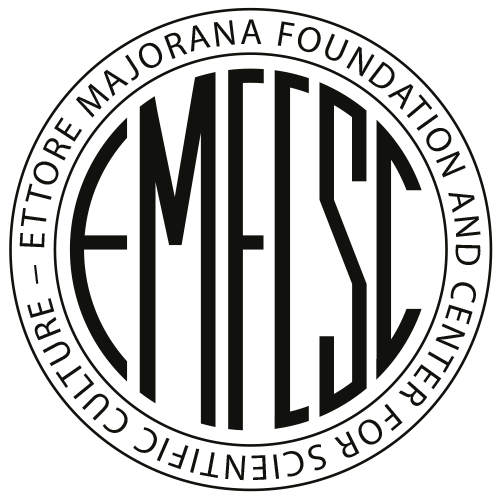 ETTORE MAJORANA FOUNDATION AND CENTER FOR SCIENTIFIC CULTURE –
EMFCSC